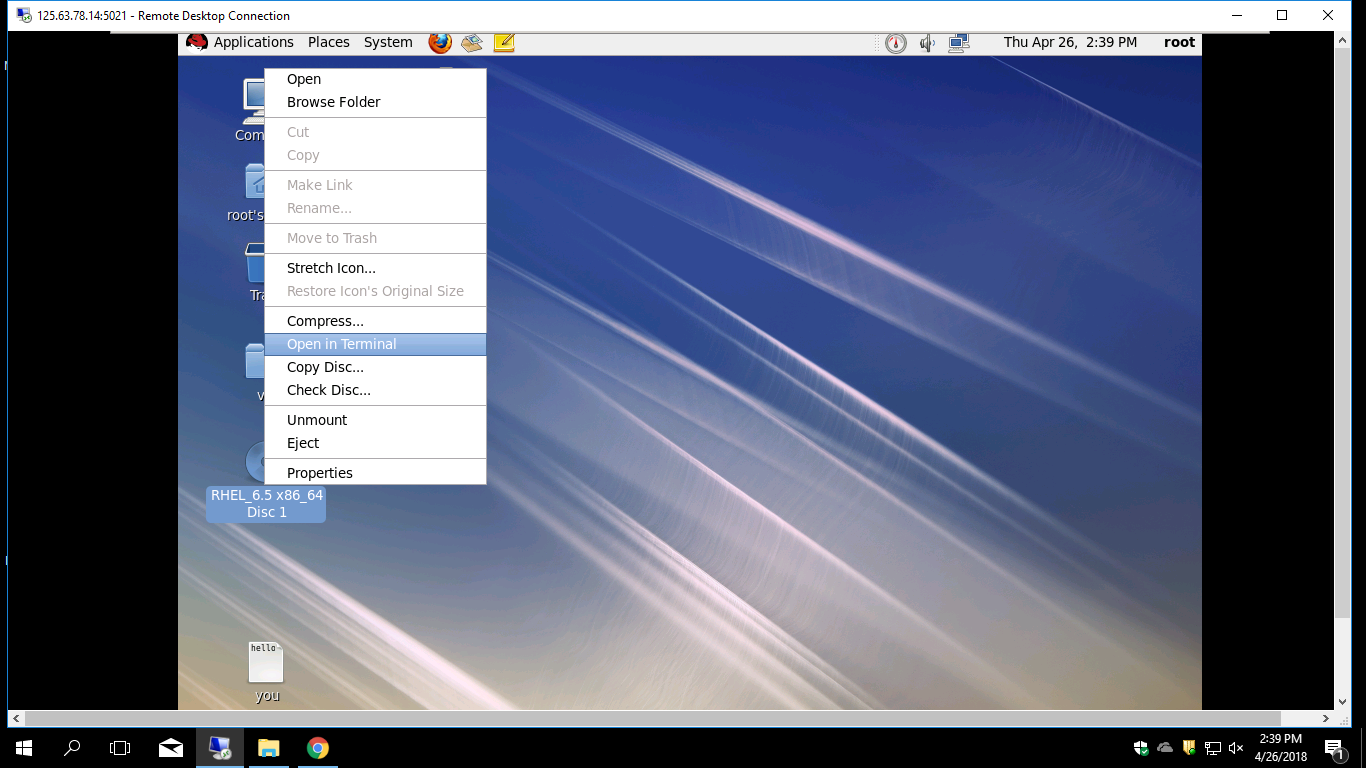 125.63.78.14:5021 - Remote Desktop Connection
Applications Places System Thu Apr 26, 2:39 PM root
Open
Browse Folder
Cut
Copy
Make Link
Rename...
Move to Trash
Stretch Icon...
Restore Icon's Original Size
Compress...
Open in Terminal
Copy Disc...
Check Disc...
Unmount
Eject
Properties
Com
root's
Tra
v
RHEL_6.5 x86_64
Disc 1
hello
you
2:39 PM
4/26/2018
1